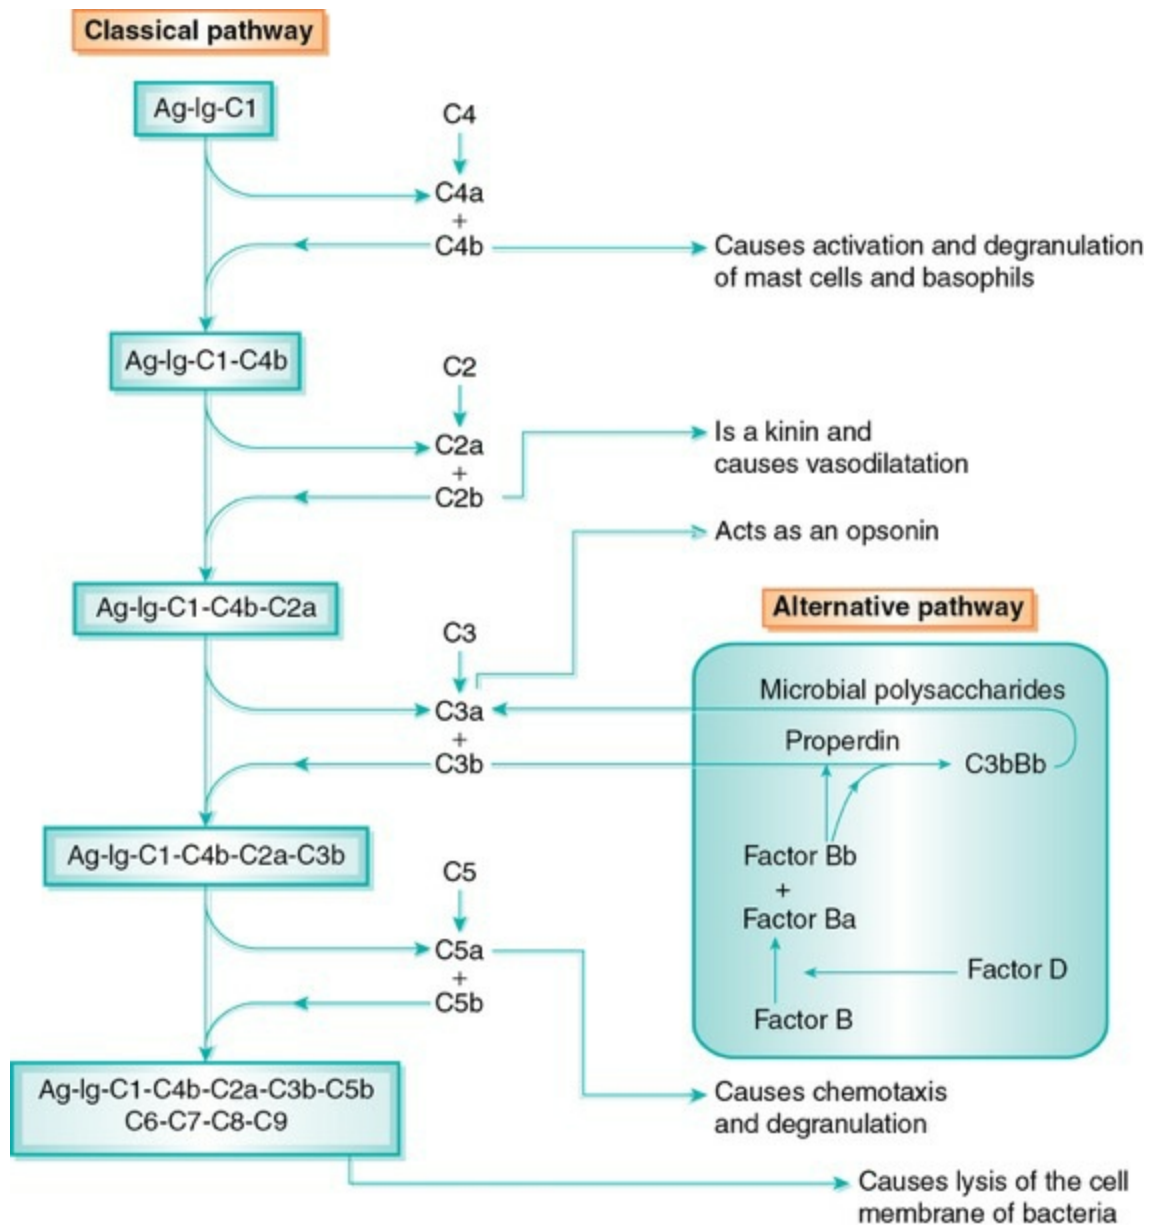 Classical pathway
Ag-Ig-C1
C4
C4a
+
C4b
Causes activation and degranulation
of mast cells and basophils
Ag-Ig-C1-C4b
C2
C2a
+
C2b
Is a kinin and
causes vasodilatation
Acts as an opsonin
Ag-Ig-C1-C4b-C2a
C3
C3a
+
C3b
Alternative pathway
Microbial polysaccharides
Properdin
C3bBb
Factor Bb
+
Factor Ba
Factor D
Factor B
Ag-Ig-C1-C4b-C2a-C3b
C5
C5a
+
C5b
Ag-Ig-C1-C4b-C2a-C3b-C5b
C6-C7-C8-C9
Causes chemotaxis
and degranulation
Causes lysis of the cell
membrane of bacteria